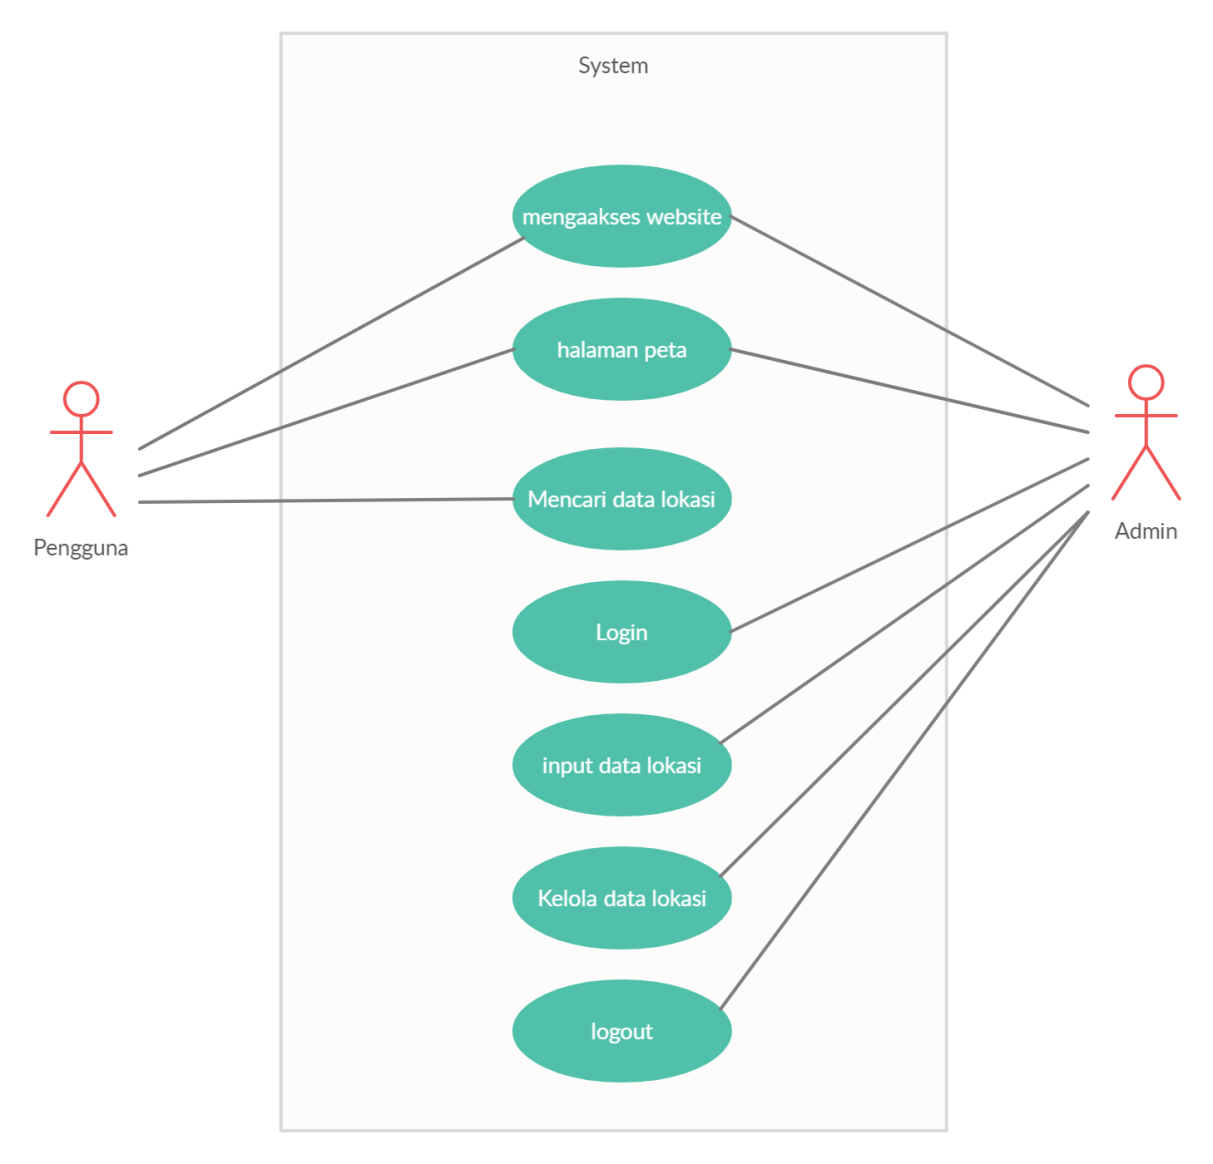 System
mengaakses website
halaman peta
Mencari data lokasi
Pengguna
Admin
Login
input data lokasi
Kelola data lokasi
logout